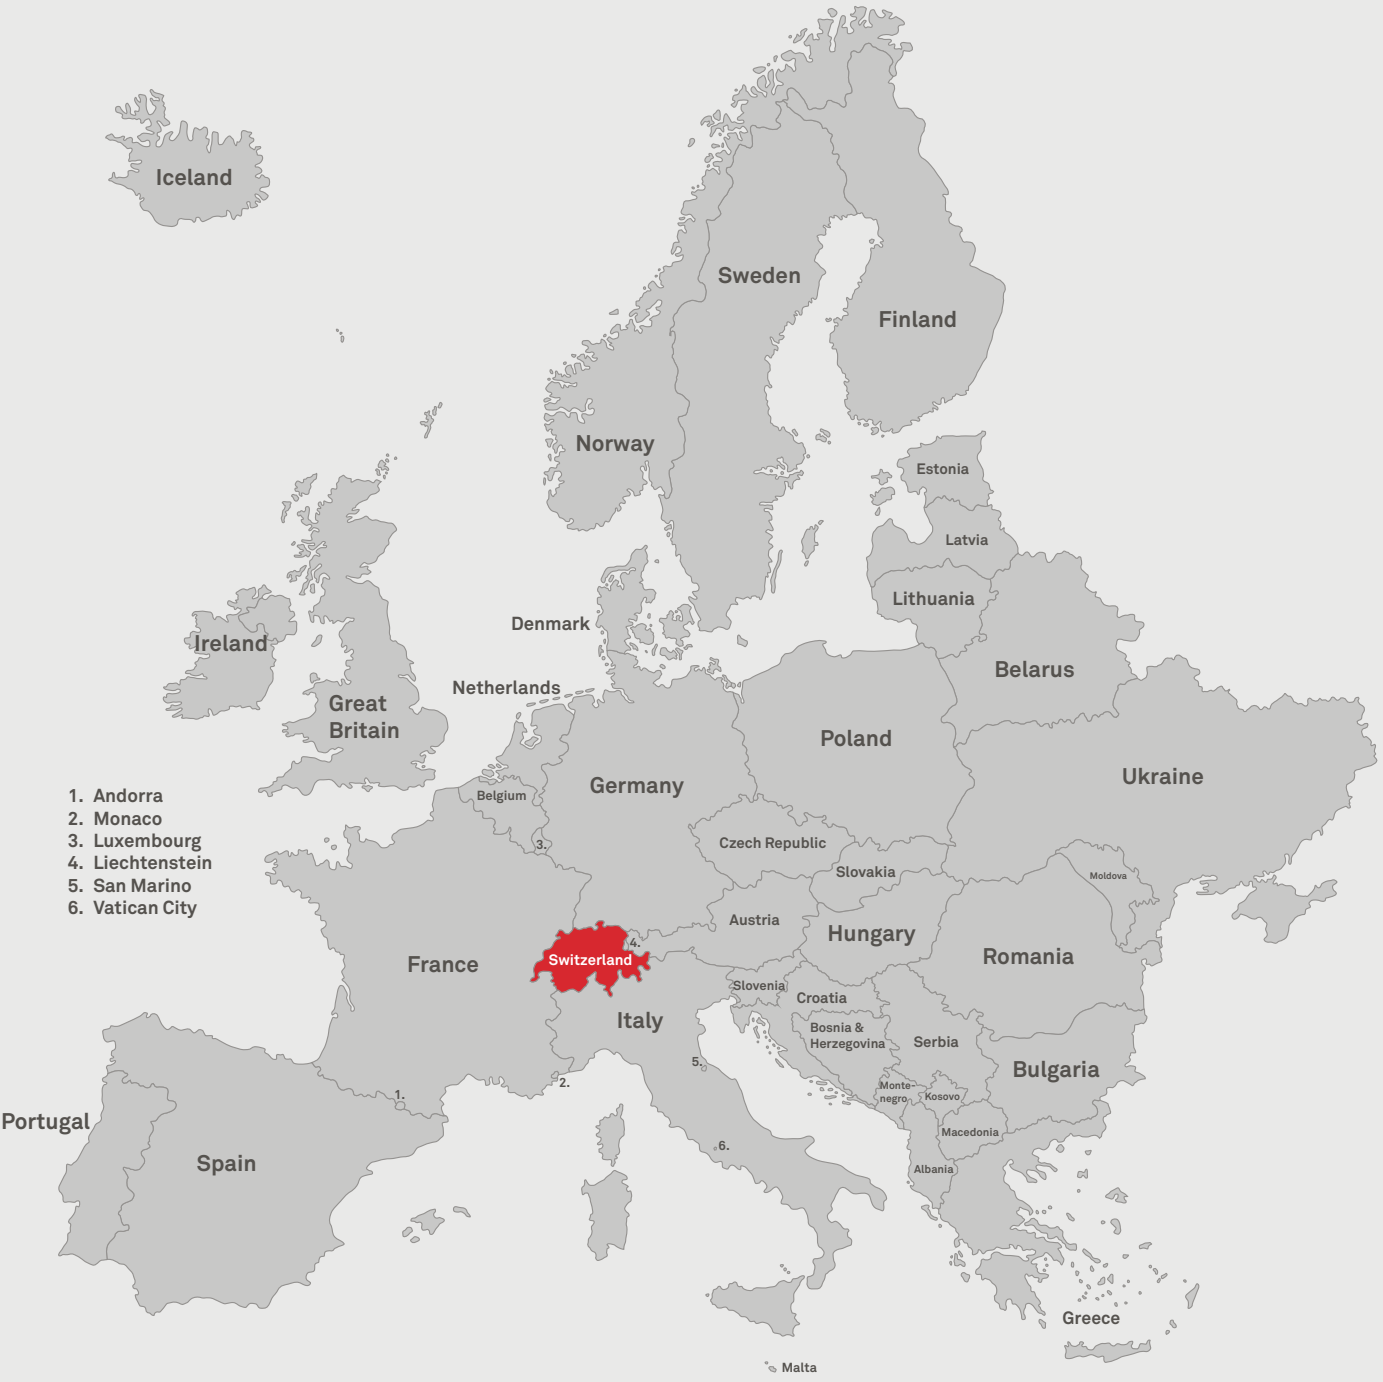 Iceland
Sweden
Finland
Norway
Estonia
Latvia
Lithuania
Denmark
Ireland
Belarus
Netherlands
Great
Britain
Poland
Ukraine
Germany
Belgium
1. Andorra
2. Monaco
3. Luxembourg
4. Liechtenstein
5. San Marino
6. Vatican City
3.
Czech Republic
Slovakia
Moldova
Austria
Hungary
4.
Switzerland
France
Romania
Slovenia
Croatia
Italy
Bosnia &
Herzegovina
Serbia
5.
Bulgaria
2.
1.
Monte-
negro
Kosovo
Portugal
Macedonia
6.
Spain
Albania
Greece
Malta